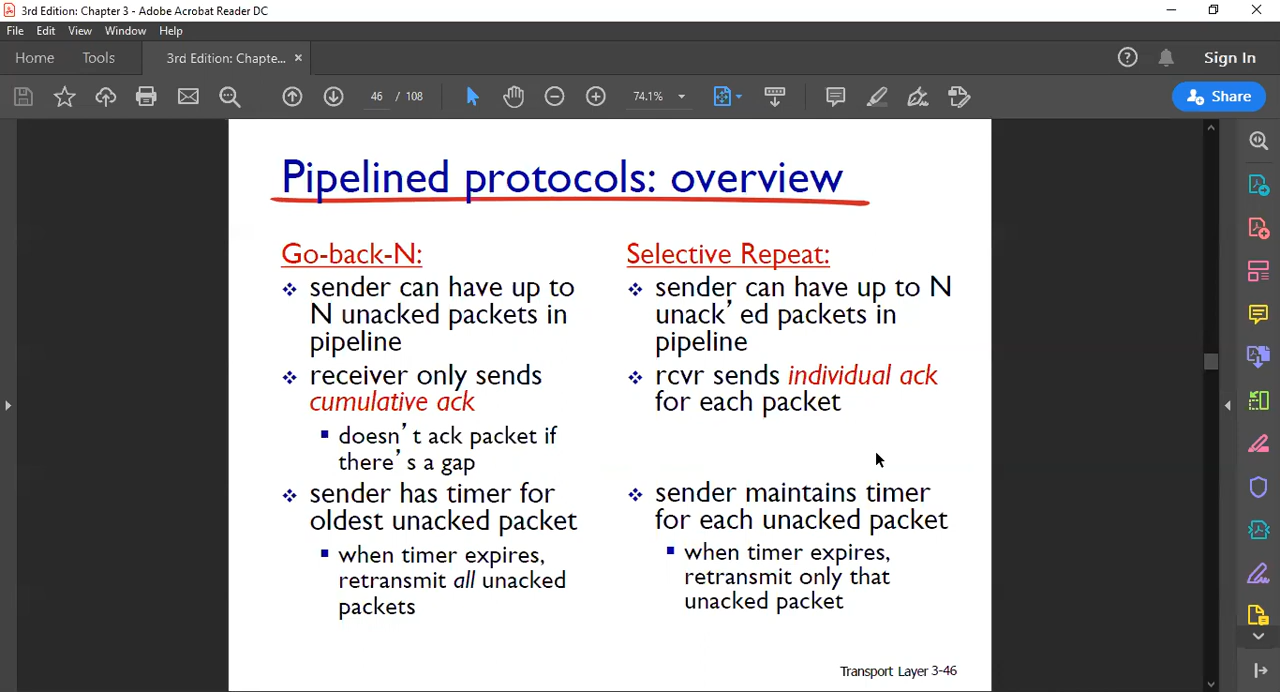 3rd Edition: Chapter 3 - Adobe Acrobat Reader DC
File Edit View Window Help
Home Tools 3rd Edition: Chapte... × Sign In
46 / 108 74.1% Share
Pipelined protocols: overview
Go-back-N:
❖ sender can have up to
N unacked packets in
pipeline
❖ receiver only sends
cumulative ack
▪ doesn’t ack packet if
there’s a gap
❖ sender has timer for
oldest unacked packet
▪ when timer expires,
retransmit all unacked
packets
Selective Repeat:
❖ sender can have up to N
unack’ ed packets in
pipeline
❖ rcvr sends individual ack
for each packet
❖ sender maintains timer
for each unacked packet
▪ when timer expires,
retransmit only that
unacked packet
Transport Layer 3-46